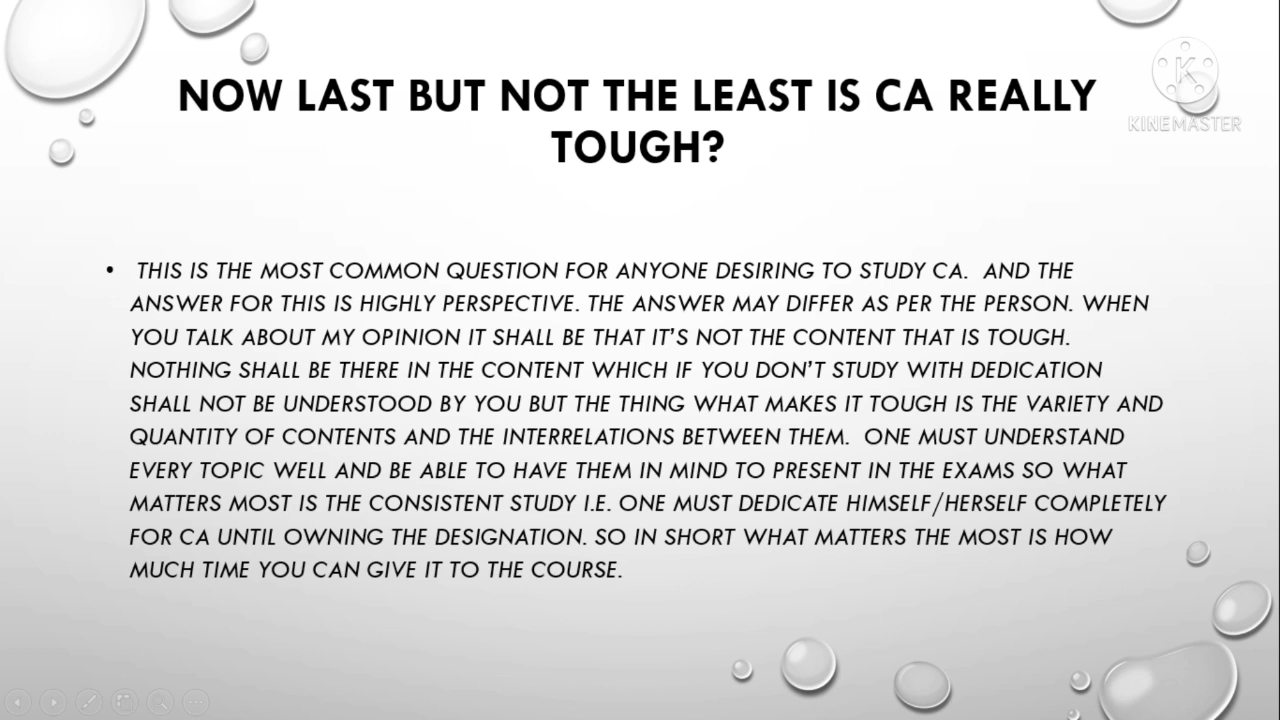 NOW LAST BUT NOT THE LEAST IS CA REALLY
TOUGH?
KINEMASTER
• THIS IS THE MOST COMMON QUESTION FOR ANYONE DESIRING TO STUDY CA. AND THE
ANSWER FOR THIS IS HIGHLY PERSPECTIVE. THE ANSWER MAY DIFFER AS PER THE PERSON. WHEN
YOU TALK ABOUT MY OPINION IT SHALL BE THAT IT'S NOT THE CONTENT THAT IS TOUGH.
NOTHING SHALL BE THERE IN THE CONTENT WHICH IF YOU DON'T STUDY WITH DEDICATION
SHALL NOT BE UNDERSTOOD BY YOU BUT THE THING WHAT MAKES IT TOUGH IS THE VARIETY AND
QUANTITY OF CONTENTS AND THE INTERRELATIONS BETWEEN THEM. ONE MUST UNDERSTAND
EVERY TOPIC WELL AND BE ABLE TO HAVE THEM IN MIND TO PRESENT IN THE EXAMS SO WHAT
MATTERS MOST IS THE CONSISTENT STUDY I.E. ONE MUST DEDICATE HIMSELF/HERSELF COMPLETELY
FOR CA UNTIL OWNING THE DESIGNATION. SO IN SHORT WHAT MATTERS THE MOST IS HOW
MUCH TIME YOU CAN GIVE IT TO THE COURSE.